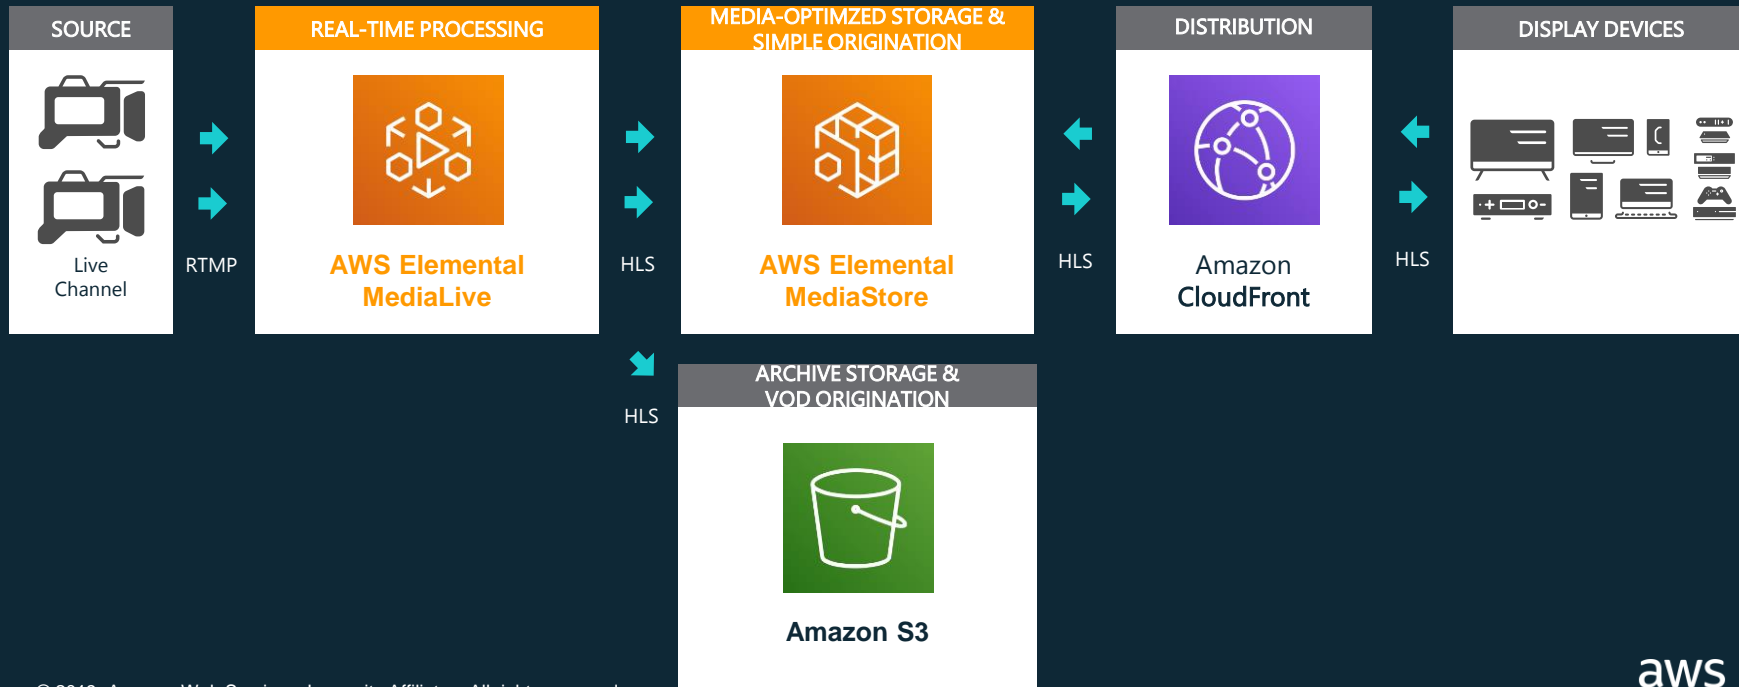 SOURCE
Live
Channel
RTMP
REAL-TIME PROCESSING
AWS Elemental
MediaLive
HLS
MEDIA-OPTIMZED STORAGE &
SIMPLE ORIGINATION
AWS Elemental
MediaStore
HLS
DISTRIBUTION
Amazon
CloudFront
HLS
DISPLAY DEVICES
HLS
ARCHIVE STORAGE &
VOD ORIGINATION
Amazon S3
aws